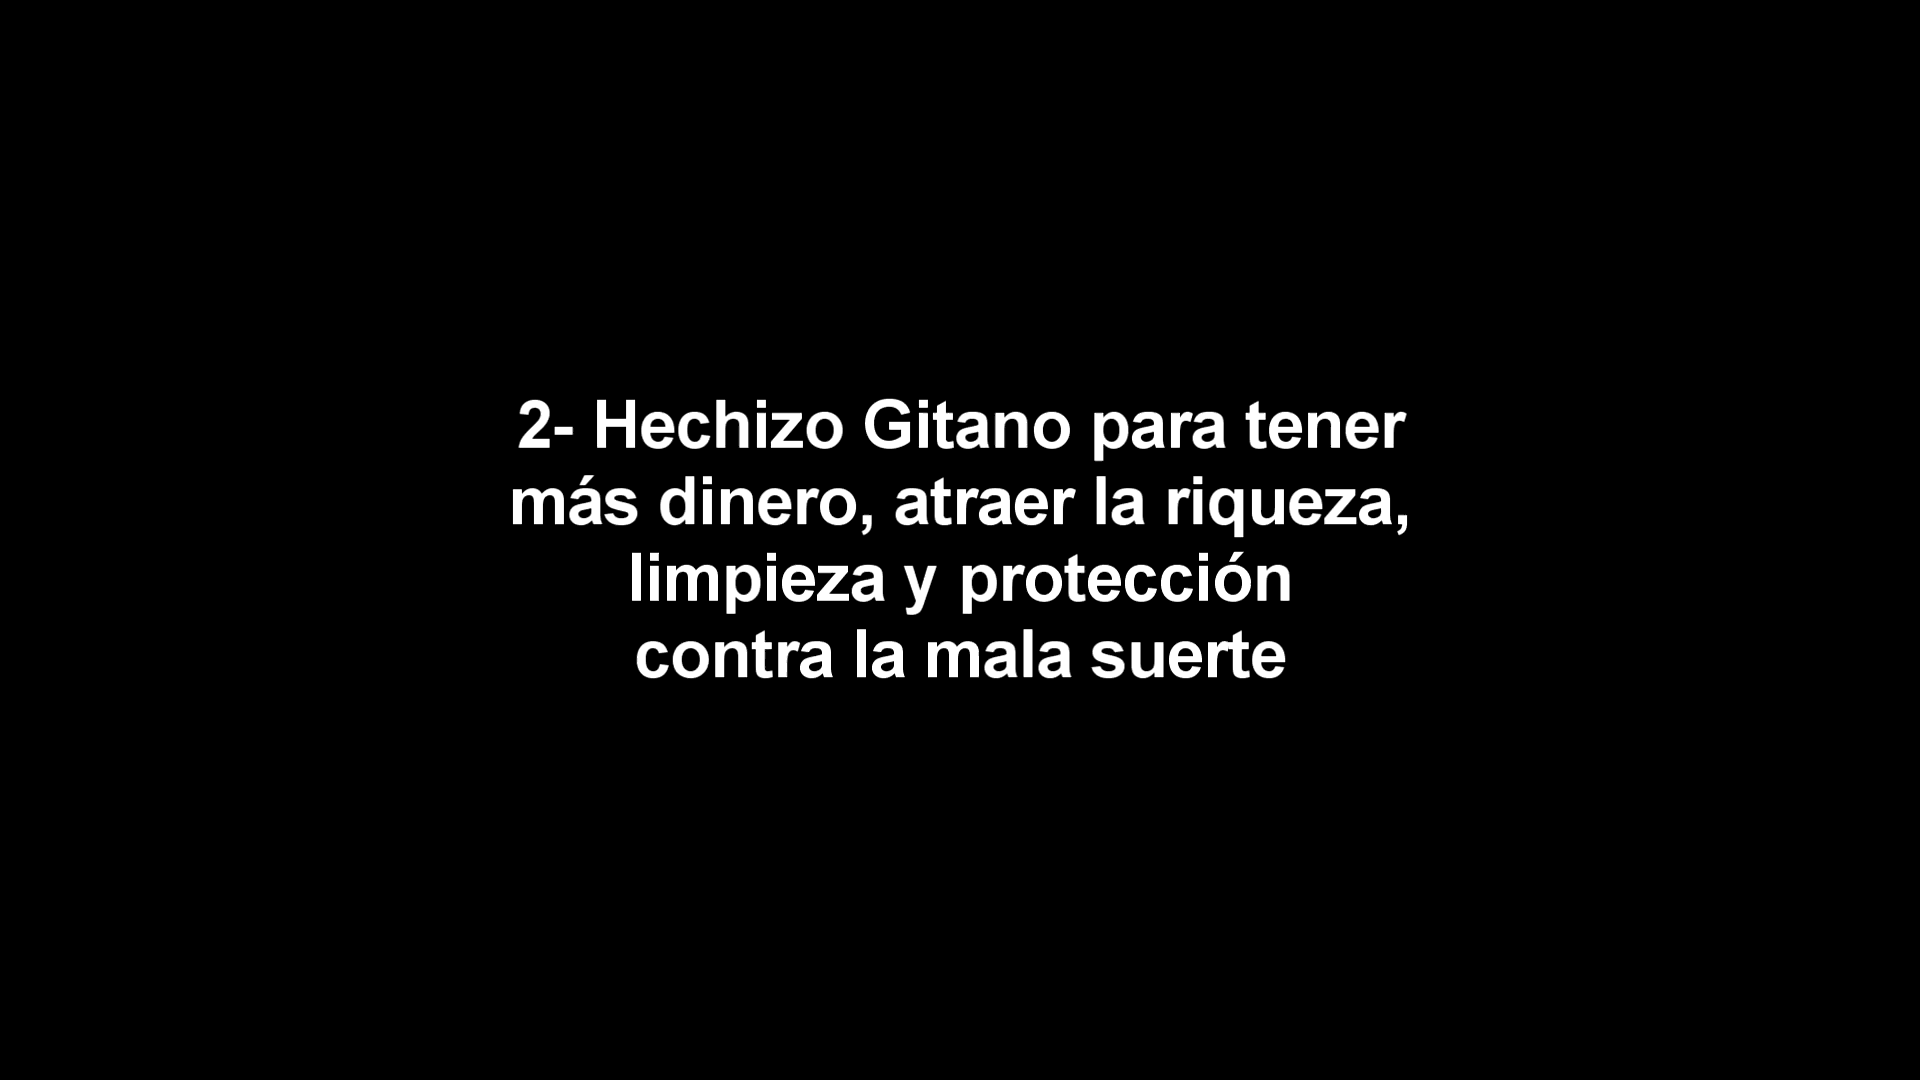 2- Hechizo Gitano para tener
más dinero, atraer la riqueza,
limpieza y protección
contra la mala suerte